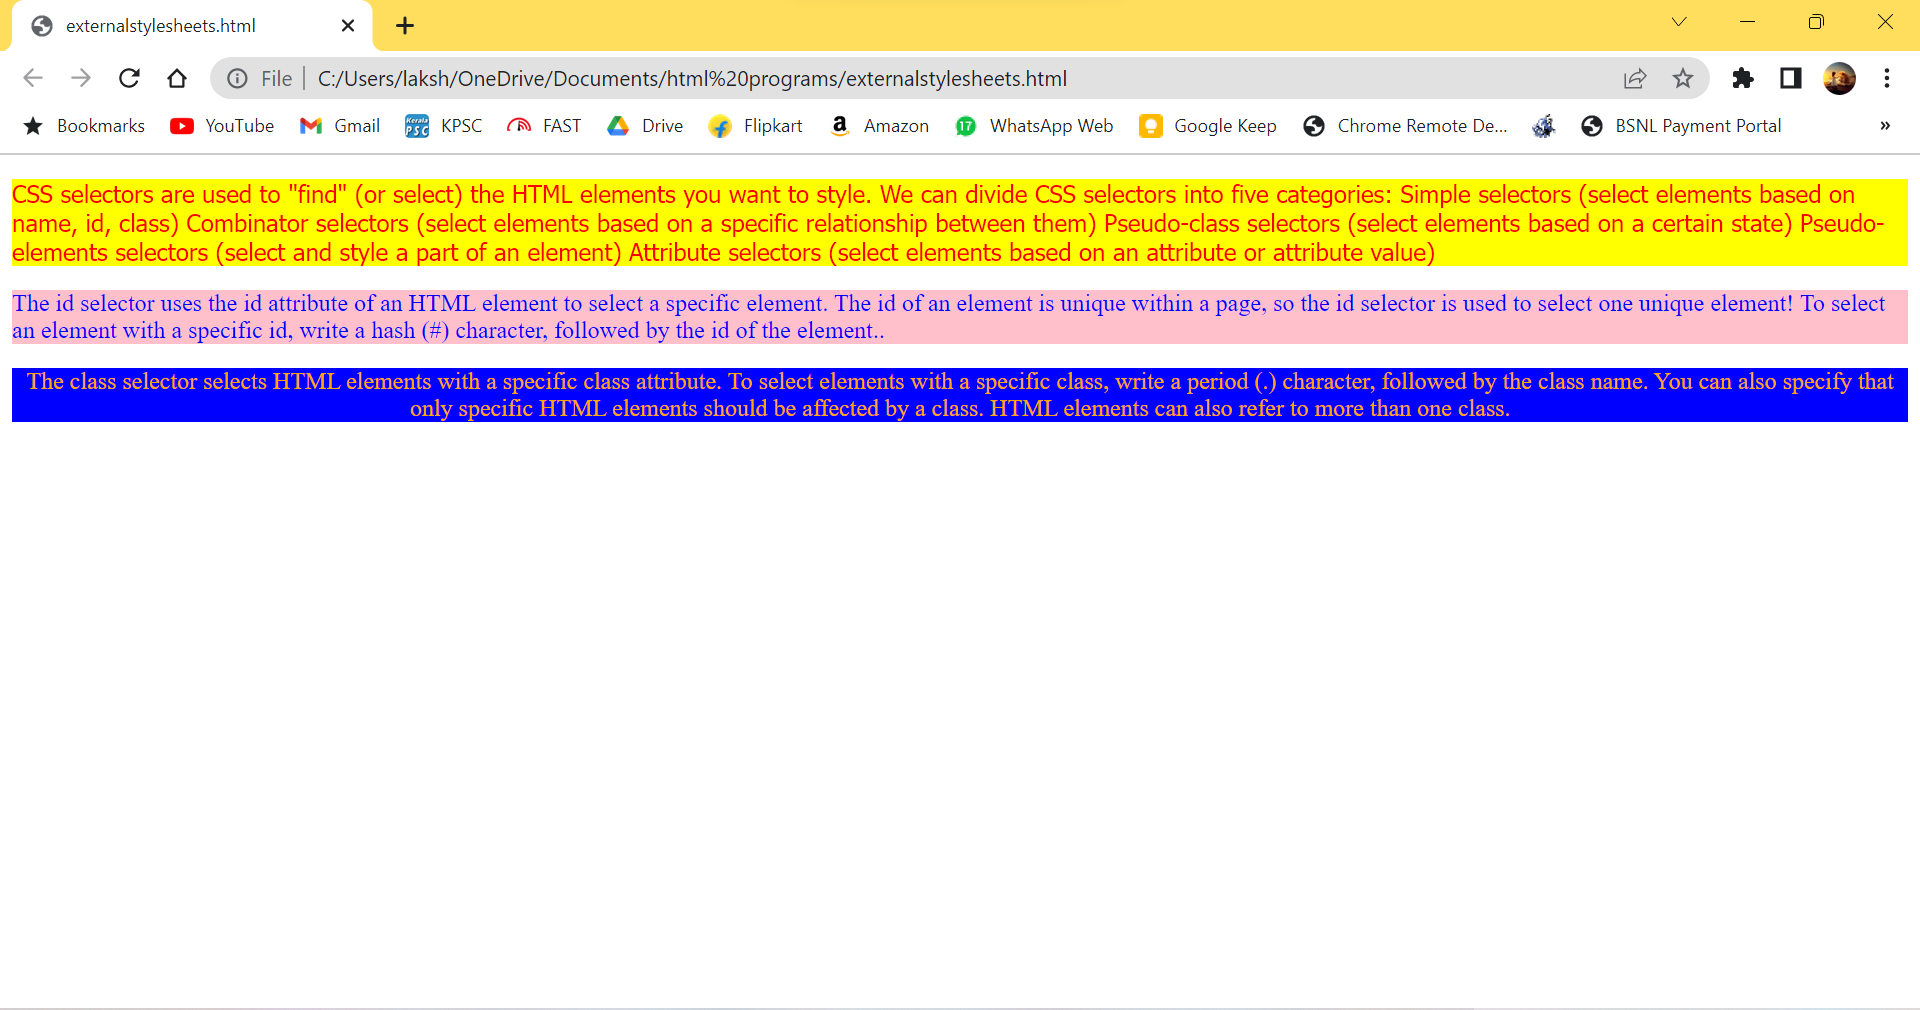 externalstylesheets.html
File C:/Users/laksh/OneDrive/Documents/html%20programs/externalstylesheets.html
Bookmarks YouTube Gmail Kerala PSC KPSC FAST Drive Flipkart a Amazon 17 WhatsApp Web Google Keep Chrome Remote De... BSNL Payment Portal »
CSS selectors are used to "find" (or select) the HTML elements you want to style. We can divide CSS selectors into five categories: Simple selectors (select elements based on
name, id, class) Combinator selectors (select elements based on a specific relationship between them) Pseudo-class selectors (select elements based on a certain state) Pseudo-
elements selectors (select and style a part of an element) Attribute selectors (select elements based on an attribute or attribute value)
The id selector uses the id attribute of an HTML element to select a specific element. The id of an element is unique within a page, so the id selector is used to select one unique element! To select
an element with a specific id, write a hash (#) character, followed by the id of the element..
The class selector selects HTML elements with a specific class attribute. To select elements with a specific class, write a period (.) character, followed by the class name. You can also specify that
only specific HTML elements should be affected by a class. HTML elements can also refer to more than one class.